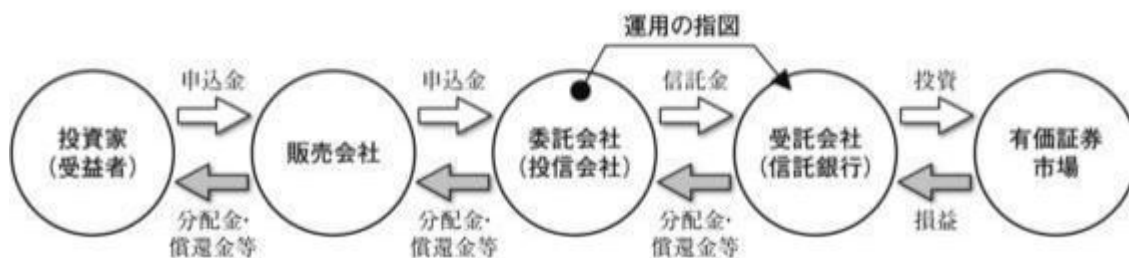 運用の指図
申込金
申込金
信託金
投資
投資家
(受益者)
販売会社
委託会社
(投信会社)
受託会社
(信託銀行)
有価証券
市場
分配金・
償還金等
分配金・
償還金等
分配金・
償還金等
損益